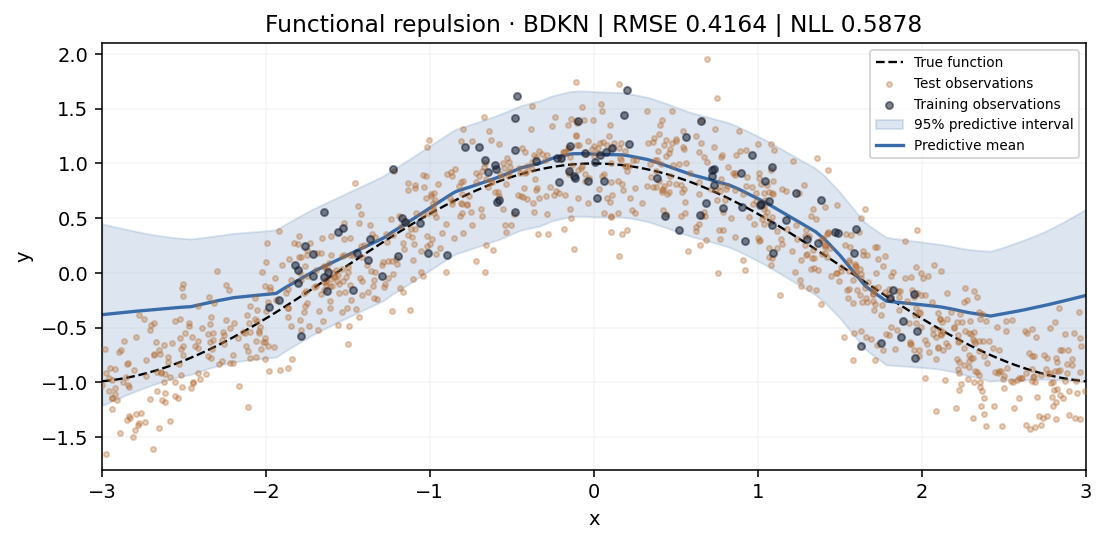 Functional repulsion · BDKN | RMSE 0.4164 | NLL 0.5878
2.0
1.5
1.0
0.5
0.0
−0.5
−1.0
−1.5
y
True function
Test observations
Training observations
95% predictive interval
Predictive mean
−3 −2 −1 0 1 2 3
x